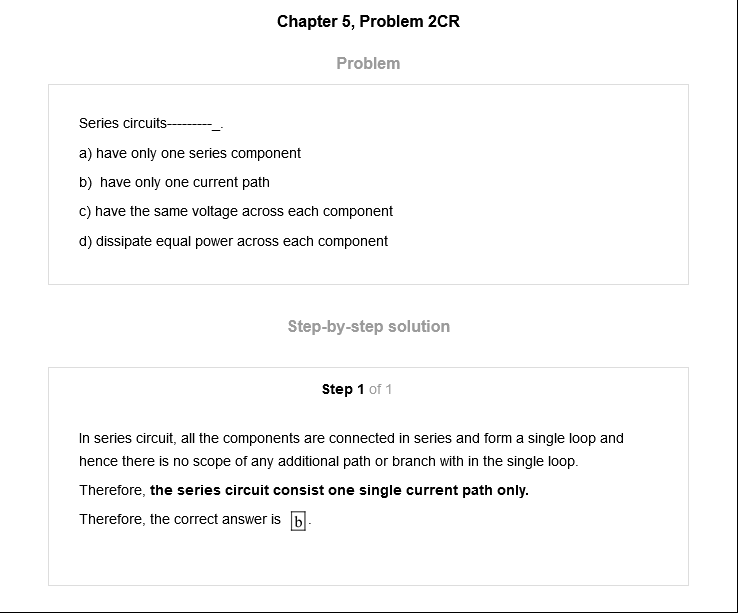 Chapter 5, Problem 2CR
Problem
Series circuits---------_.
a) have only one series component
b) have only one current path
c) have the same voltage across each component
d) dissipate equal power across each component
Step-by-step solution
Step 1 of 1
In series circuit, all the components are connected in series and form a single loop and
hence there is no scope of any additional path or branch with in the single loop.
Therefore, the series circuit consist one single current path only.
Therefore, the correct answer is b.